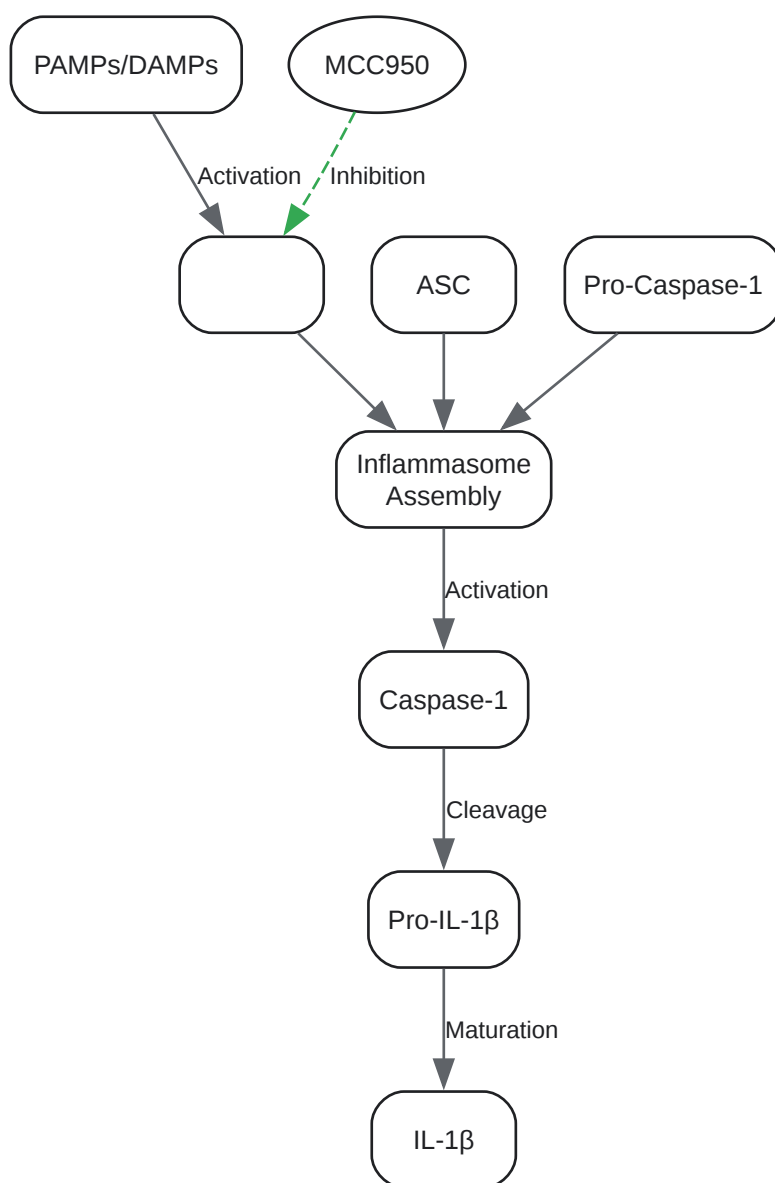 PAMPs/DAMPs
MCC950
Activation
Inhibition
ASC
Pro-Caspase-1
Inflammasome
Assembly
Activation
Caspase-1
Cleavage
Pro-IL-1β
Maturation
IL-1β